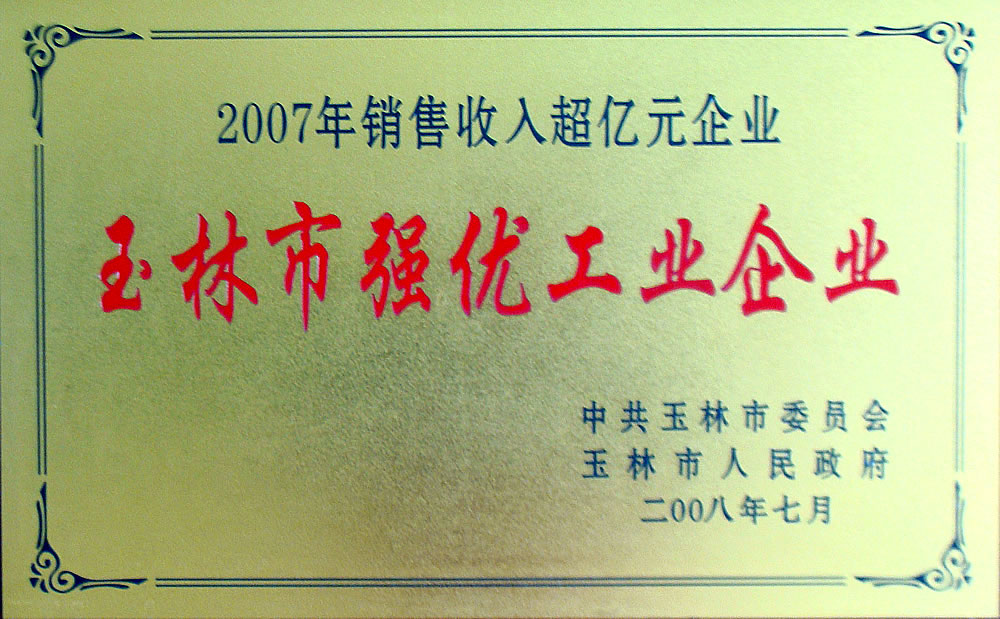 2007年销售收入超亿元企业
玉林市强优工业企业
中共玉林市委员会
玉林市人民政府
二00八年七月